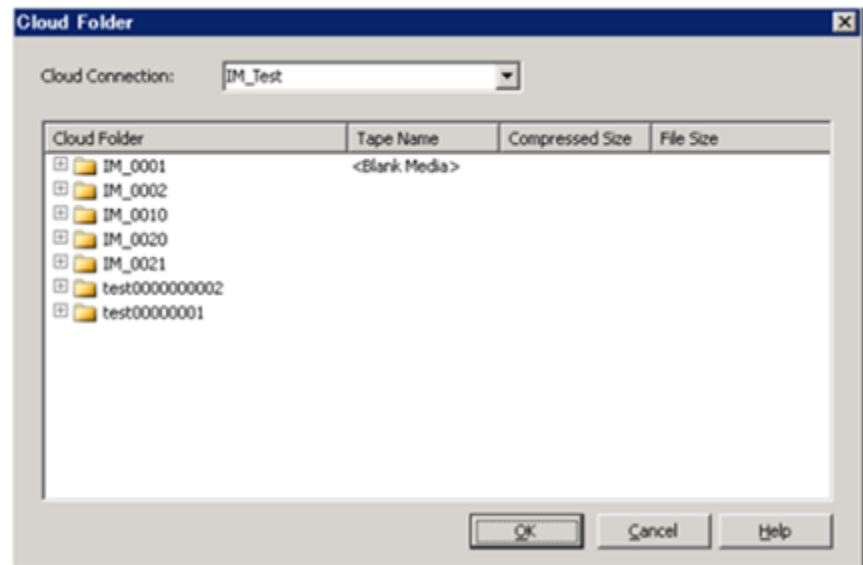 Cloud Folder
Cloud Connection: IM_Test
Cloud Folder Tape Name Compressed Size File Size
IM_0001 <Blank Media>
IM_0002
IM_0010
IM_0020
IM_0021
test0000000002
test00000001
OK Cancel Help